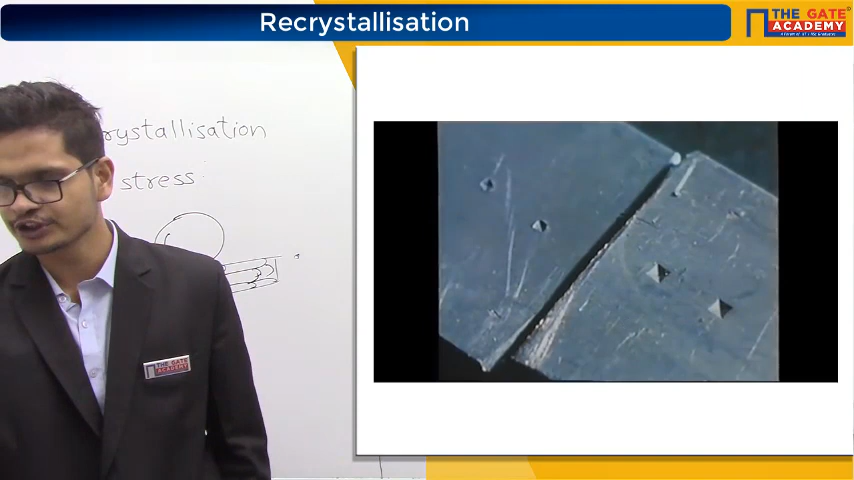 Recrystallisation
THE GATE
ACADEMY
rystallisation
stress
THE GATE
ACADEMY